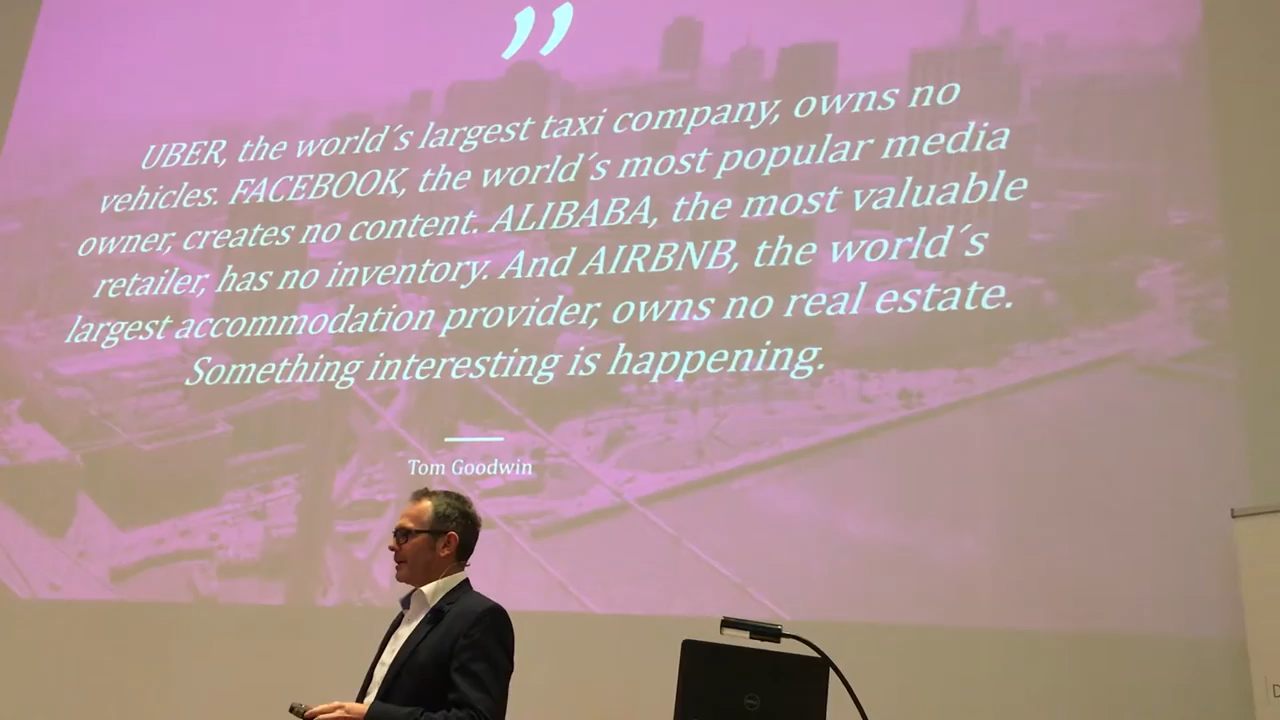 ”
UBER, the world´s largest taxi company, owns no
vehicles. FACEBOOK, the world´s most popular media
owner, creates no content. ALIBABA, the most valuable
retailer, has no inventory. And AIRBNB, the world´s
largest accommodation provider, owns no real estate.
Something interesting is happening.
Tom Goodwin
DELL